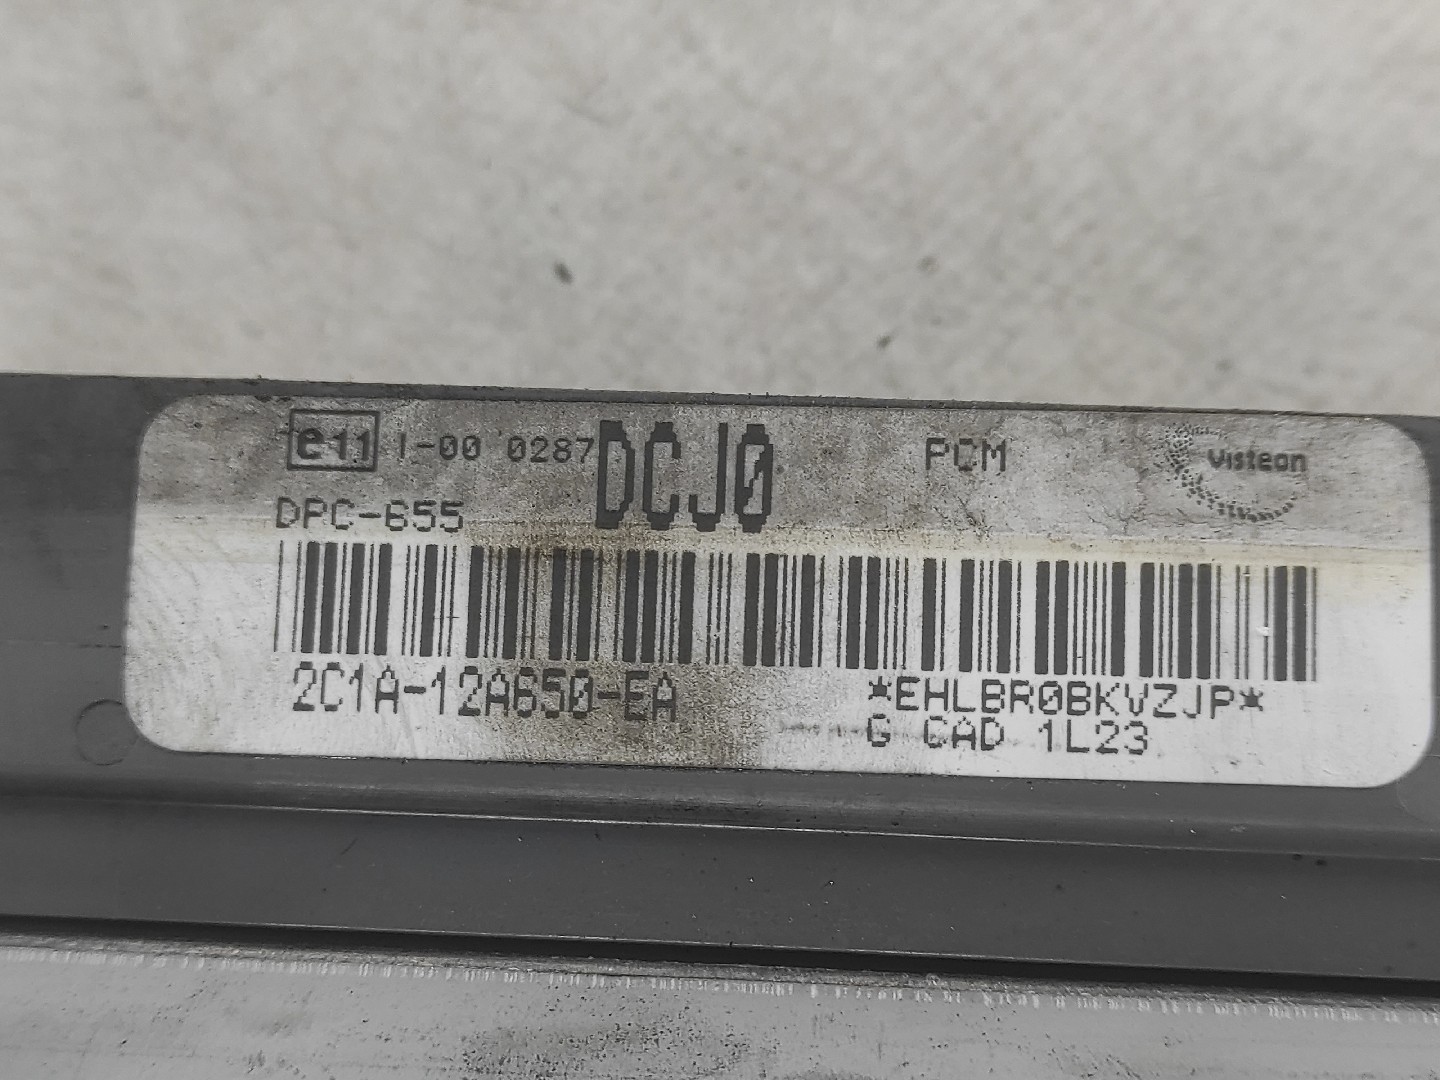 e11 I-00 0287 DCJ0 PCM Visteon
DPC-655
2C1A-12A650-EA *EHLBR0BKVZJP*
G CAD 1L23